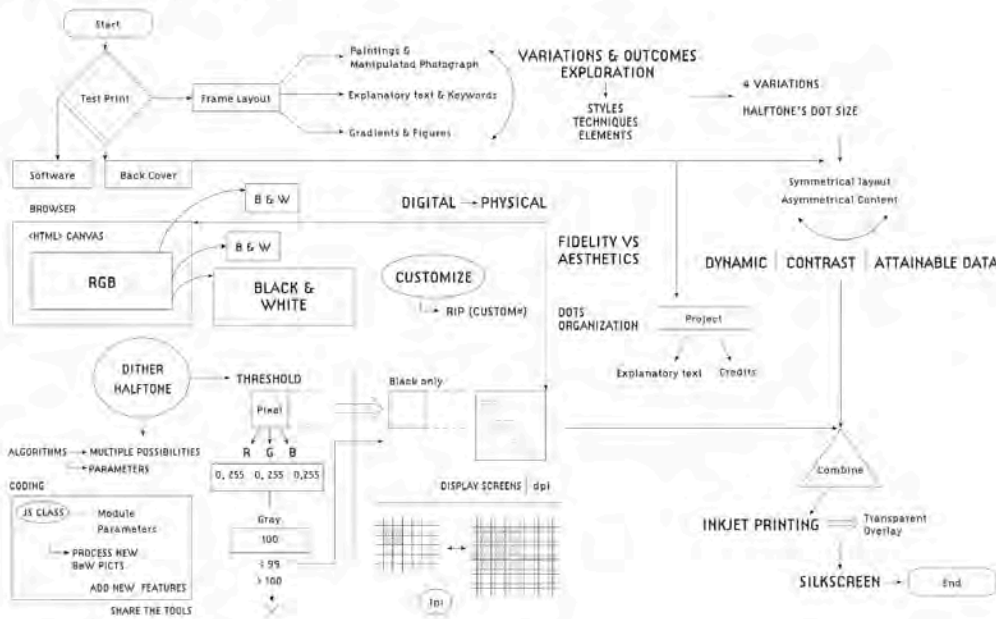 Start
Test Print
Frame Layout
Paintings &
Manipulated Photograph
Explanatory text & Keywords
Gradients & Figures
VARIATIONS & OUTCOMES
EXPLORATION
STYLES
TECHNIQUES
ELEMENTS
4 VARIATIONS
HALFTONE'S DOT SIZE
Software
Back Cover
Symmetrical layout
Asymmetrical Content
DYNAMIC
CONTRAST
ATTAINABLE DATA
BROWSER
<HTML> CANVAS
RGB
B & W
B & W
BLACK &
WHITE
DIGITAL
PHYSICAL
CUSTOMIZE
RIP (CUSTOM*)
FIDELITY VS
AESTHETICS
DOTS
ORGANIZATION
Project
Explanatory text
Credits
DITHER
HALFTONE
THRESHOLD
Pixel
R G B
0, 255 0, 255 0,255
Gray
100
> 100
Black only
ALGORITHMS
MULTIPLE POSSIBILITIES
PARAMETERS
CODING
JS CLASS
Module
Parameters
PROCESS NEW
B&W PICTS
ADD NEW FEATURES
SHARE THE TOOLS
DISPLAY SCREENS
dpi
lpi
Combine
INKJET PRINTING
Transparent
Overlay
SILKSCREEN
End